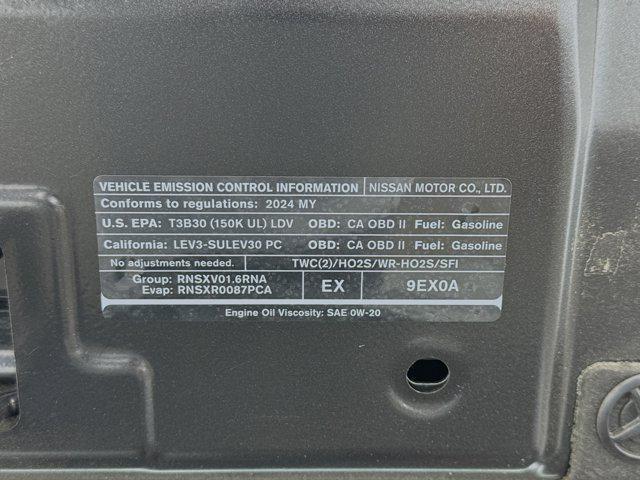 VEHICLE EMISSION CONTROL INFORMATION NISSAN MOTOR CO., LTD.
Conforms to regulations: 2024 MY
U.S. EPA: T3B30 (150K UL) LDV OBD: CA OBD II Fuel: Gasoline
California: LEV3-SULEV30 PC OBD: CA OBD II Fuel: Gasoline
No adjustments needed. TWC(2)/HO2S/WR-HO2S/SFI
Group: RNSXV01.6RNA
Evap: RNSXR0087PCA
EX 9EX0A
Engine Oil Viscosity: SAE 0W-20